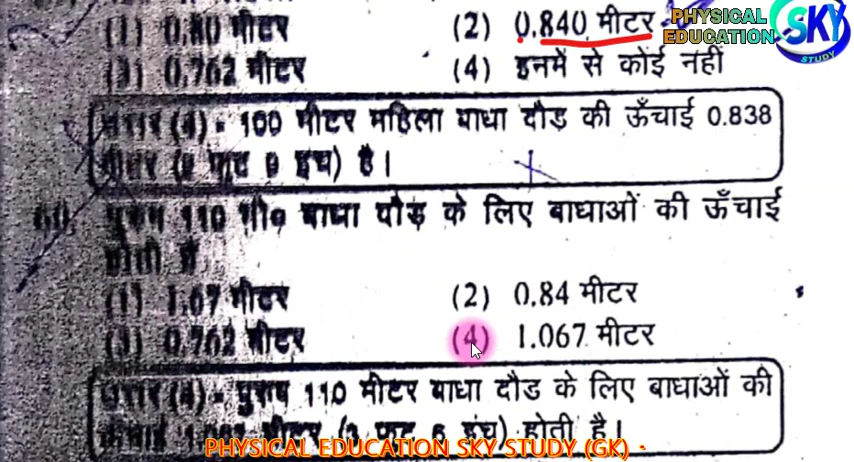 (1) 0.80 मीटर (2) 0.840 मीटर
PHYSICAL EDUCATION
SKY STUDY
(3) 0.762 मीटर (4) इनमें से कोई नहीं
उत्तर (4) - 100 मीटर महिला बाधा दौड़ की ऊँचाई 0.838
मीटर (2 फुट 9 इंच) है।
60. पुरुष 110 मी० बाधा दौड़ के लिए बाधाओं की ऊँचाई
होती है
(1) 1.07 मीटर (2) 0.84 मीटर
(3) 0.762 मीटर (4) 1.067 मीटर
उत्तर (4) - पुरुष 110 मीटर बाधा दौड के लिए बाधाओं की
ऊँचाई 1.067 मीटर (3 फुट 6 इंच) होती है।
PHYSICAL EDUCATION SKY STUDY (GK)